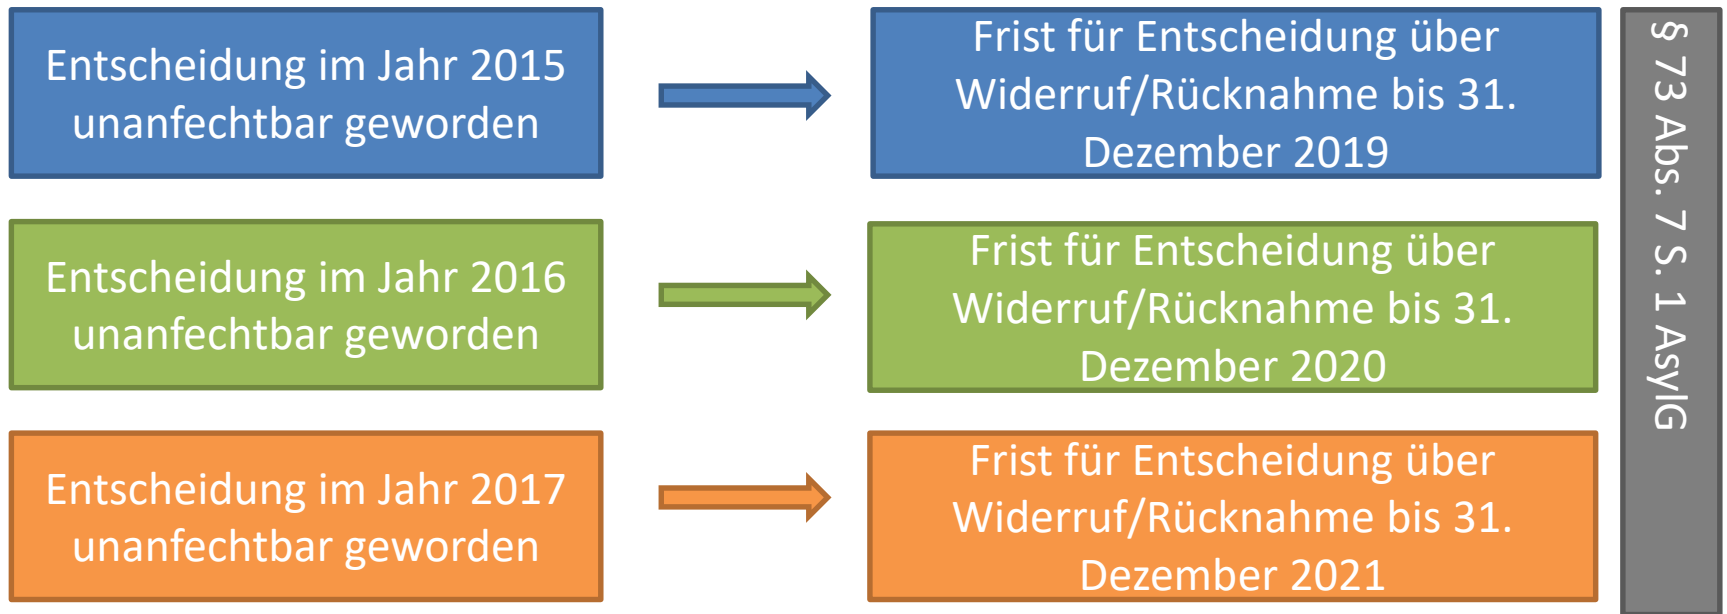 Entscheidung im Jahr 2015
unanfechtbar geworden
Frist für Entscheidung über
Widerruf/Rücknahme bis 31.
Dezember 2019
Entscheidung im Jahr 2016
unanfechtbar geworden
Frist für Entscheidung über
Widerruf/Rücknahme bis 31.
Dezember 2020
Entscheidung im Jahr 2017
unanfechtbar geworden
Frist für Entscheidung über
Widerruf/Rücknahme bis 31.
Dezember 2021
§ 73 Abs. 7 S. 1 AsylG